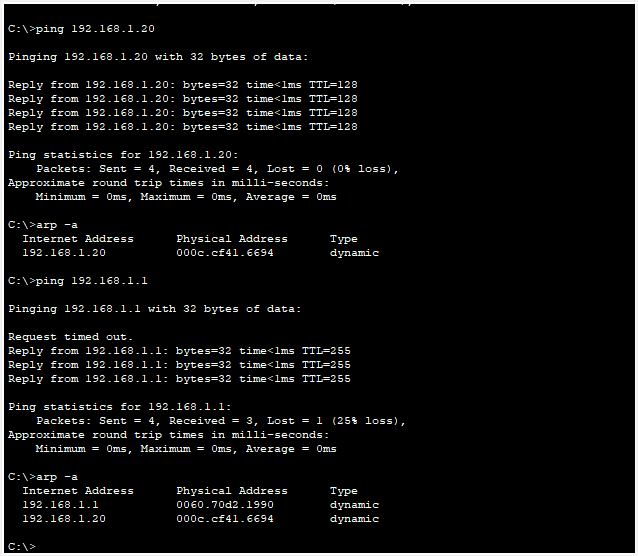 C:\>ping 192.168.1.20
Pinging 192.168.1.20 with 32 bytes of data:
Reply from 192.168.1.20: bytes=32 time<1ms TTL=128
Reply from 192.168.1.20: bytes=32 time<1ms TTL=128
Reply from 192.168.1.20: bytes=32 time<1ms TTL=128
Reply from 192.168.1.20: bytes=32 time<1ms TTL=128
Ping statistics for 192.168.1.20:
Packets: Sent = 4, Received = 4, Lost = 0 (0% loss),
Approximate round trip times in milli-seconds:
Minimum = 0ms, Maximum = 0ms, Average = 0ms
C:\>arp -a
Internet Address Physical Address Type
192.168.1.20 000c.cf41.6694 dynamic
C:\>ping 192.168.1.1
Pinging 192.168.1.1 with 32 bytes of data:
Request timed out.
Reply from 192.168.1.1: bytes=32 time<1ms TTL=255
Reply from 192.168.1.1: bytes=32 time<1ms TTL=255
Reply from 192.168.1.1: bytes=32 time<1ms TTL=255
Ping statistics for 192.168.1.1:
Packets: Sent = 4, Received = 3, Lost = 1 (25% loss),
Approximate round trip times in milli-seconds:
Minimum = 0ms, Maximum = 0ms, Average = 0ms
C:\>arp -a
Internet Address Physical Address Type
192.168.1.1 0060.70d2.1990 dynamic
192.168.1.20 000c.cf41.6694 dynamic
C:\>